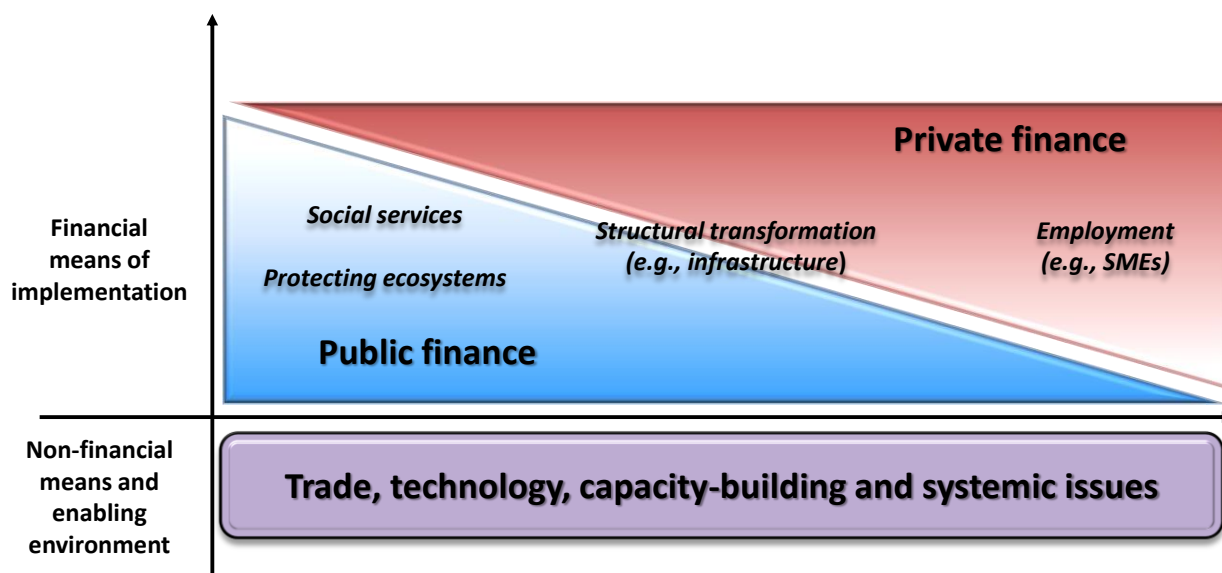 Private finance
Social services
Structural transformation
(e.g., infrastructure)
Employment
(e.g., SMEs)
Financial
means of
implementation
Protecting ecosystems
Public finance
Non-financial
means and
enabling
environment
Trade, technology, capacity-building and systemic issues